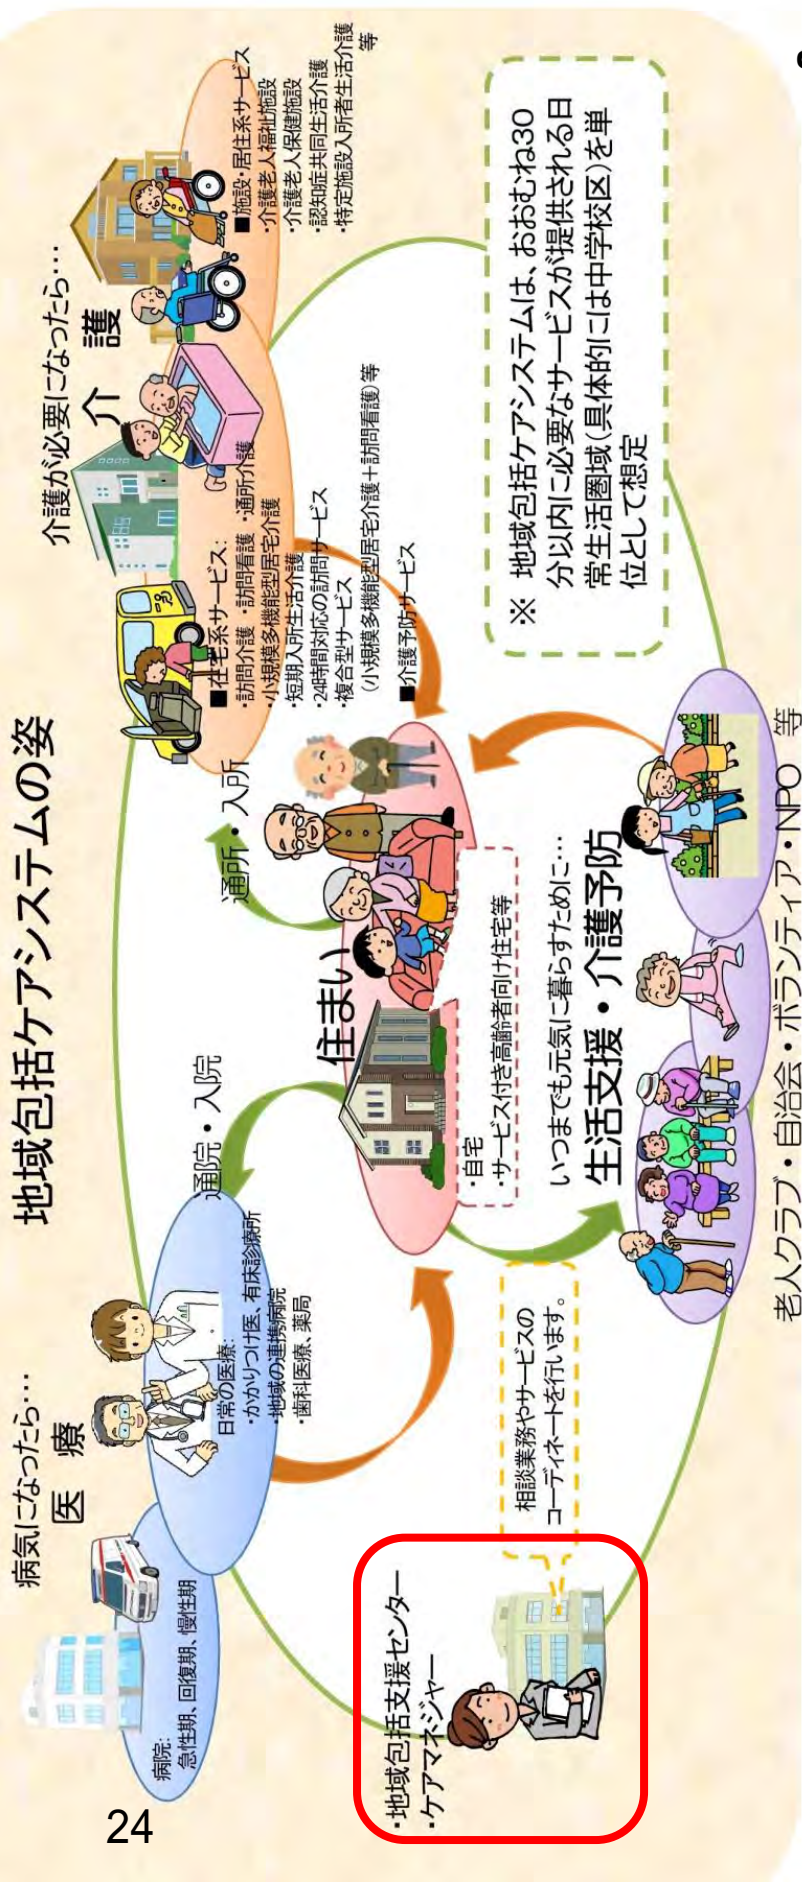 地域包括ケアシステムの姿
病気になったら…
医　療
病院:
急性期、回復期、慢性期
日常の医療:
・かかりつけ医、有床診療所
・地域の連携病院
・歯科医療、薬局
通院・入院
通所・入所
介護が必要になったら…
介　護
■在宅系サービス:
・訪問介護 ・訪問看護 ・通所介護
・小規模多機能型居宅介護
・短期入所生活介護
・24時間対応の訪問サービス
・複合型サービス
（小規模多機能型居宅介護＋訪問看護）等
■介護予防サービス
■施設・居住系サービス
・介護老人福祉施設
・介護老人保健施設
・認知症共同生活介護
・特定施設入所者生活介護
等
住まい
・自宅
・サービス付き高齢者向け住宅等
・地域包括支援センター
・ケアマネジャー
相談業務やサービスの
コーディネートを行います。
いつまでも元気に暮らすために…
生活支援・介護予防
老人クラブ・自治会・ボランティア・NPO　等
※　地域包括ケアシステムは、おおむね30
分以内に必要なサービスが提供される日
常生活圏域（具体的には中学校区）を単
位として想定
24